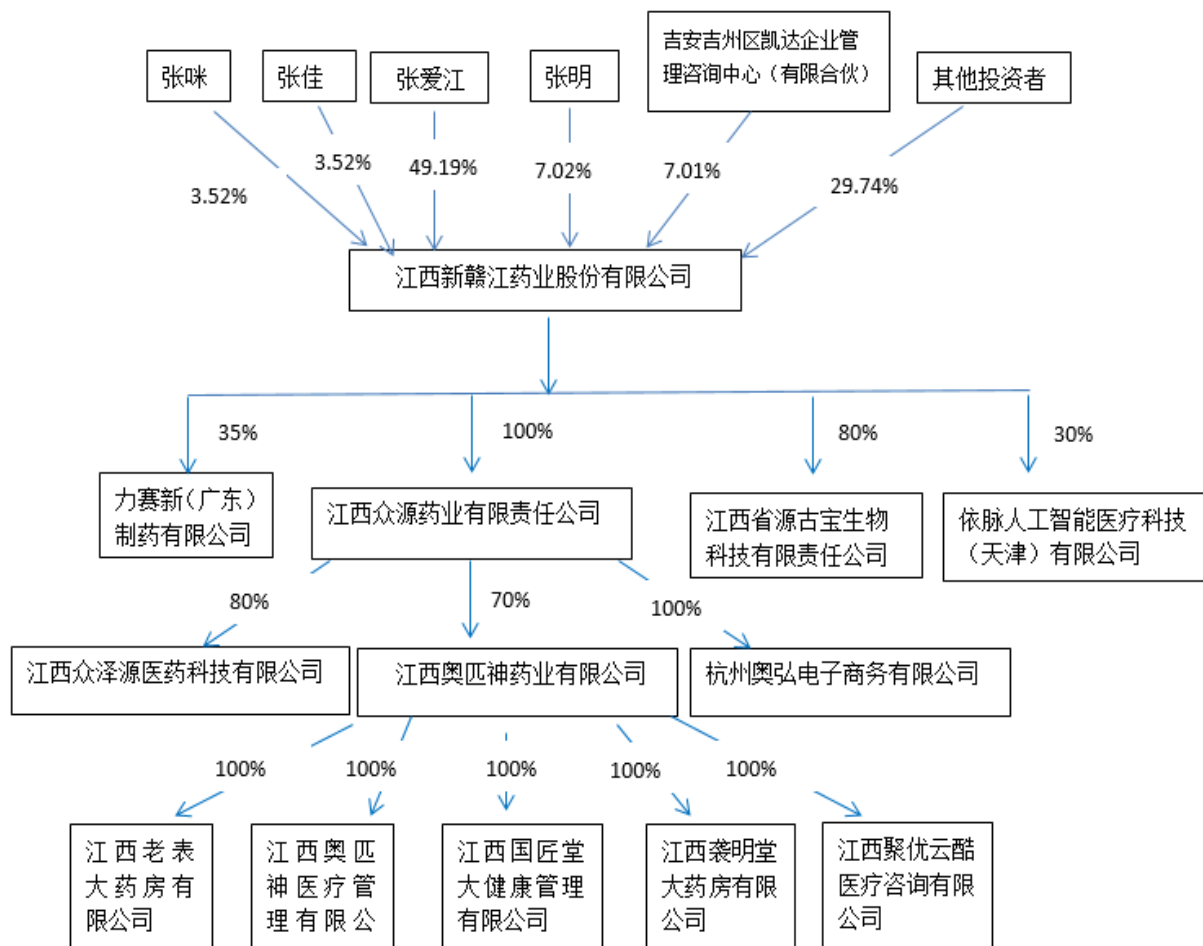 张咪
张佳
张爱江
张明
吉安吉州区凯达企业管
理咨询中心（有限合伙）
其他投资者
3.52%
3.52%
49.19%
7.02%
7.01%
29.74%
江西新赣江药业股份有限公司
35%
100%
80%
30%
力赛新（广东）
制药有限公司
江西众源药业有限责任公司
江西省源古宝生物
科技有限责任公司
依脉人工智能医疗科技
（天津）有限公司
80%
70%
100%
江西众泽源医药科技有限公司
江西奥匹神药业有限公司
杭州奥弘电子商务有限公司
100%
100%
100%
100%
100%
江西老表
大药房有
限公司
江西奥匹
神医疗管
理有限公
江西国匠堂
大健康管理
有限公司
江西袭明堂
大药房有限
公司
江西聚优云酷
医疗咨询有限
公司